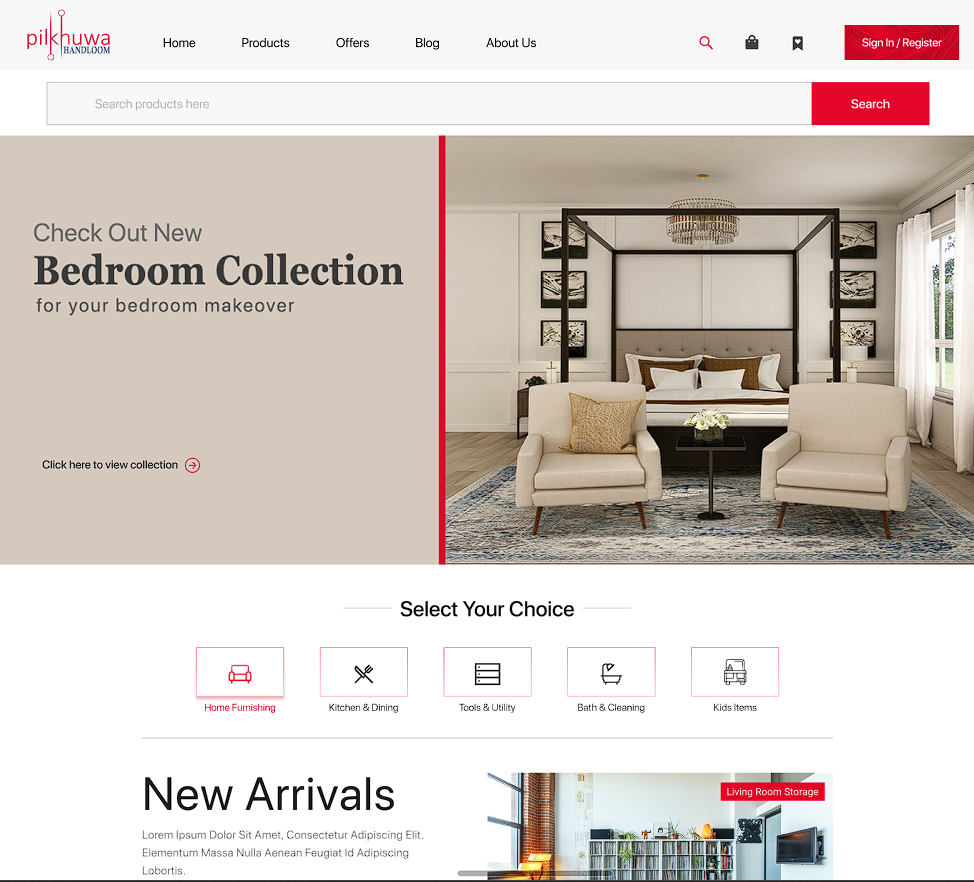 pilkhuwa
HANDLOOM
Home Products Offers Blog About Us Sign In / Register
Search products here Search
Check Out New
Bedroom Collection
for your bedroom makeover
Click here to view collection
Select Your Choice
Home Furnishing Kitchen & Dining Tools & Utility Bath & Cleaning Kids Items
New Arrivals
Living Room Storage
Lorem Ipsum Dolor Sit Amet, Consectetur Adipiscing Elit.
Elementum Massa Nulla Aenean Feugiat Id Adipiscing
Lobortis.